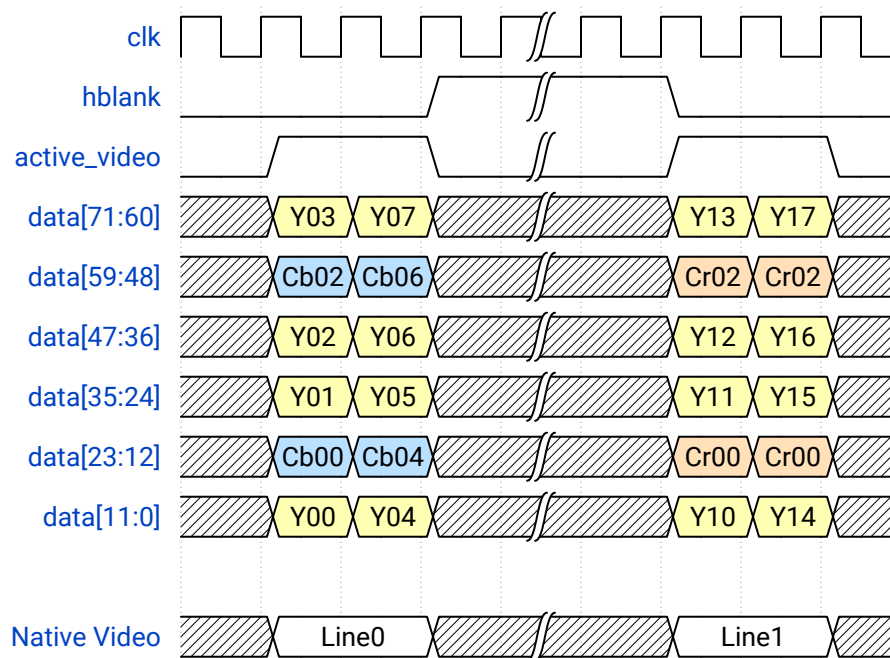 clk
hblank
active_video
data[71:60] Y03 Y07 Y13 Y17
data[59:48] Cb02 Cb06 Cr02 Cr02
data[47:36] Y02 Y06 Y12 Y16
data[35:24] Y01 Y05 Y11 Y15
data[23:12] Cb00 Cb04 Cr00 Cr00
data[11:0] Y00 Y04 Y10 Y14
Native Video Line0 Line1